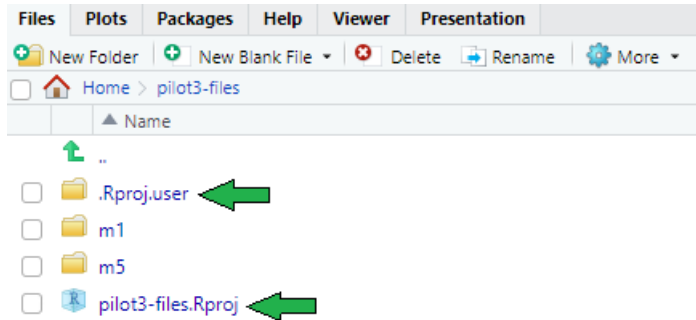 Files Plots Packages Help Viewer Presentation
New Folder New Blank File Delete Rename More
Home > pilot3-files
Name
..
.Rproj.user
m1
m5
pilot3-files.Rproj